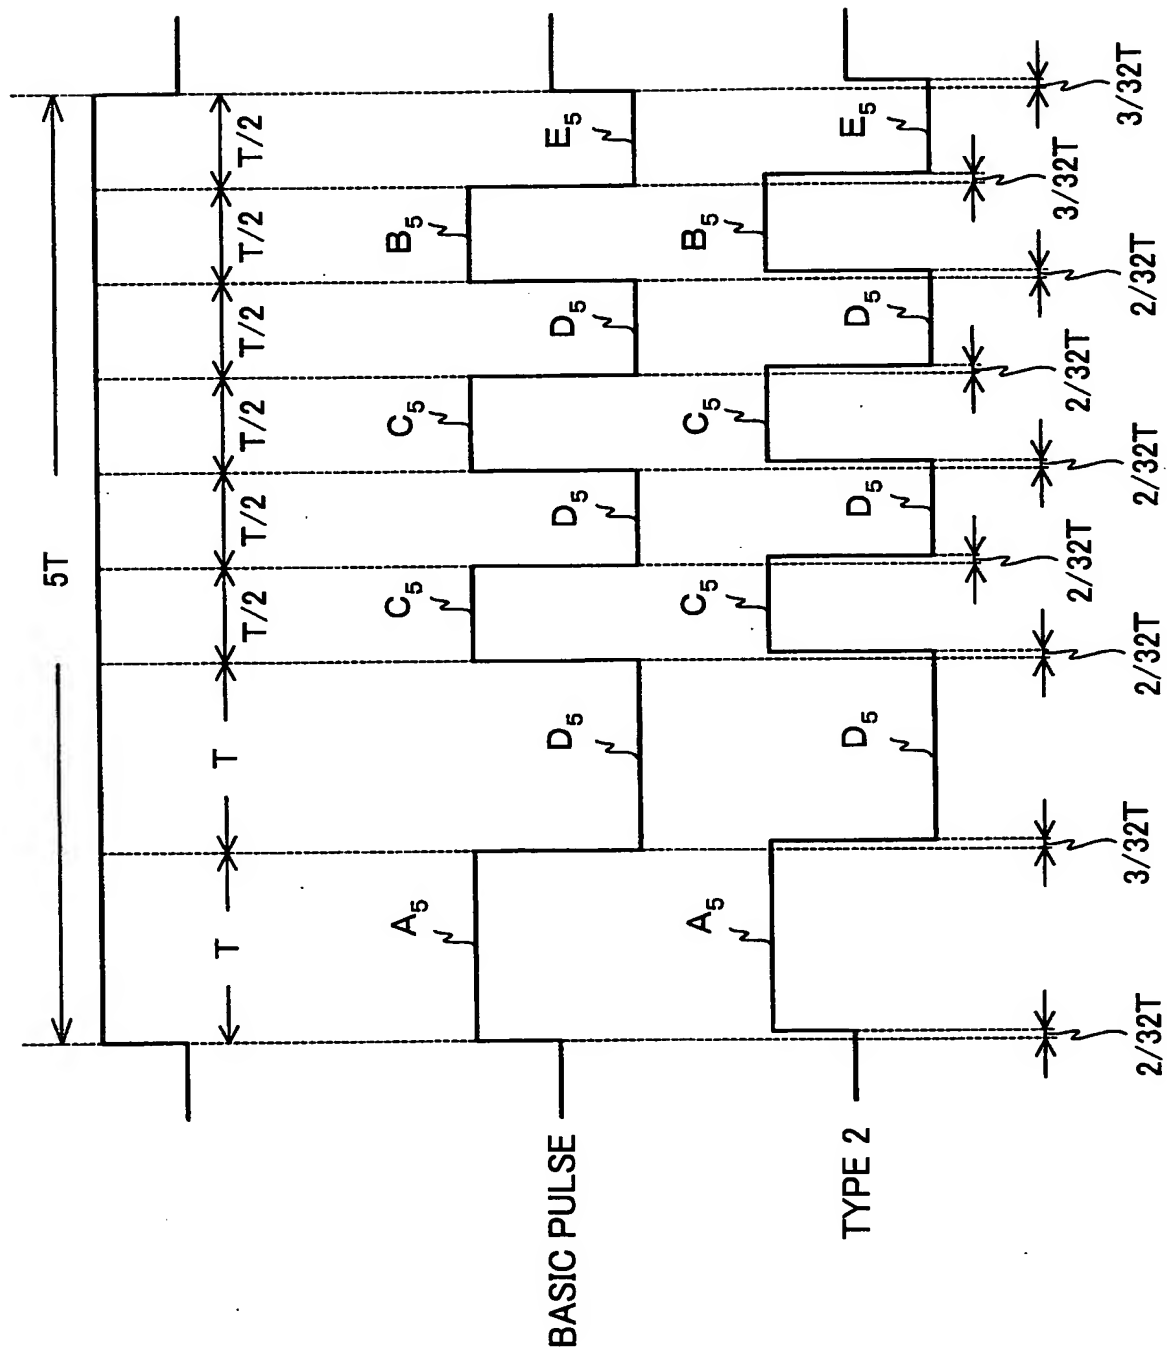 5T
T T T/2 T/2 T/2 T/2 T/2 T/2
A5 C5 C5 B5
BASIC PULSE D5 D5 D5 E5
A5 C5 C5 B5
TYPE 2 D5 D5 D5 E5
2/32T 2/32T 3/32T
2/32T 3/32T 2/32T 2/32T 2/32T 3/32T